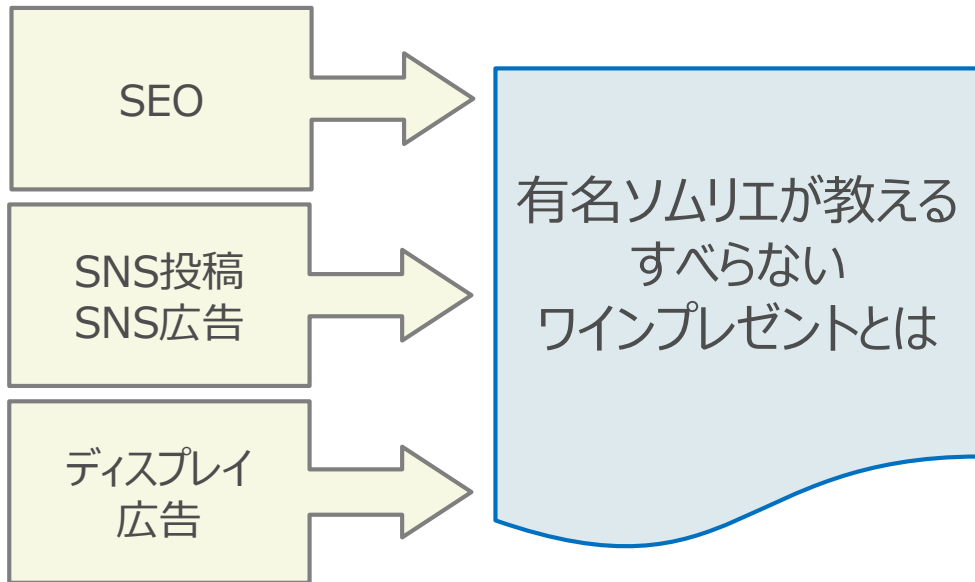 SEO
SNS投稿
SNS広告
ディスプレイ
広告
有名ソムリエが教える
すべらない
ワインプレゼントとは